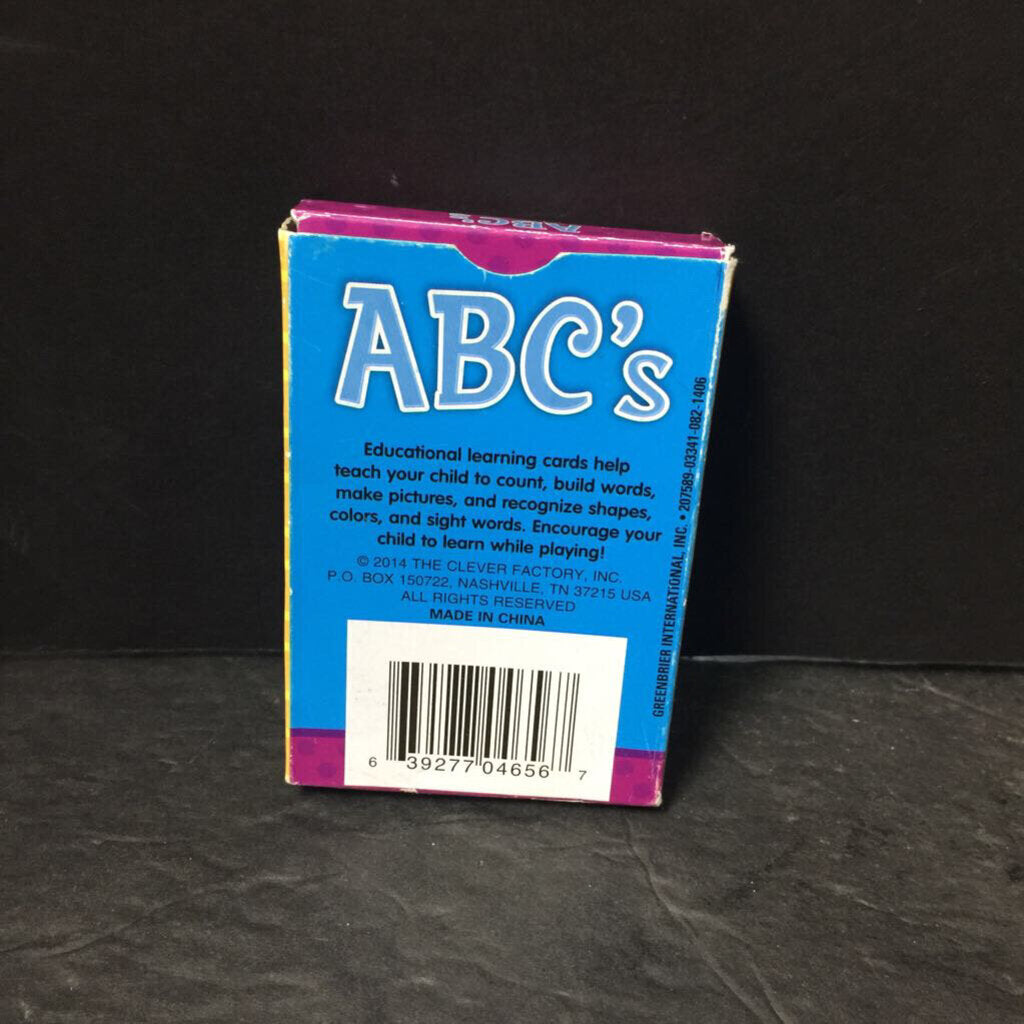 ABC's
ABC's
Educational learning cards help
teach your child to count, build words,
make pictures, and recognize shapes,
colors, and sight words. Encourage your
child to learn while playing!
© 2014 THE CLEVER FACTORY, INC.
P.O. BOX 150722, NASHVILLE, TN 37215 USA
ALL RIGHTS RESERVED
MADE IN CHINA
6 39277 04656 7
GREENBRIER INTERNATIONAL, INC. • 207589-03341-082-1406